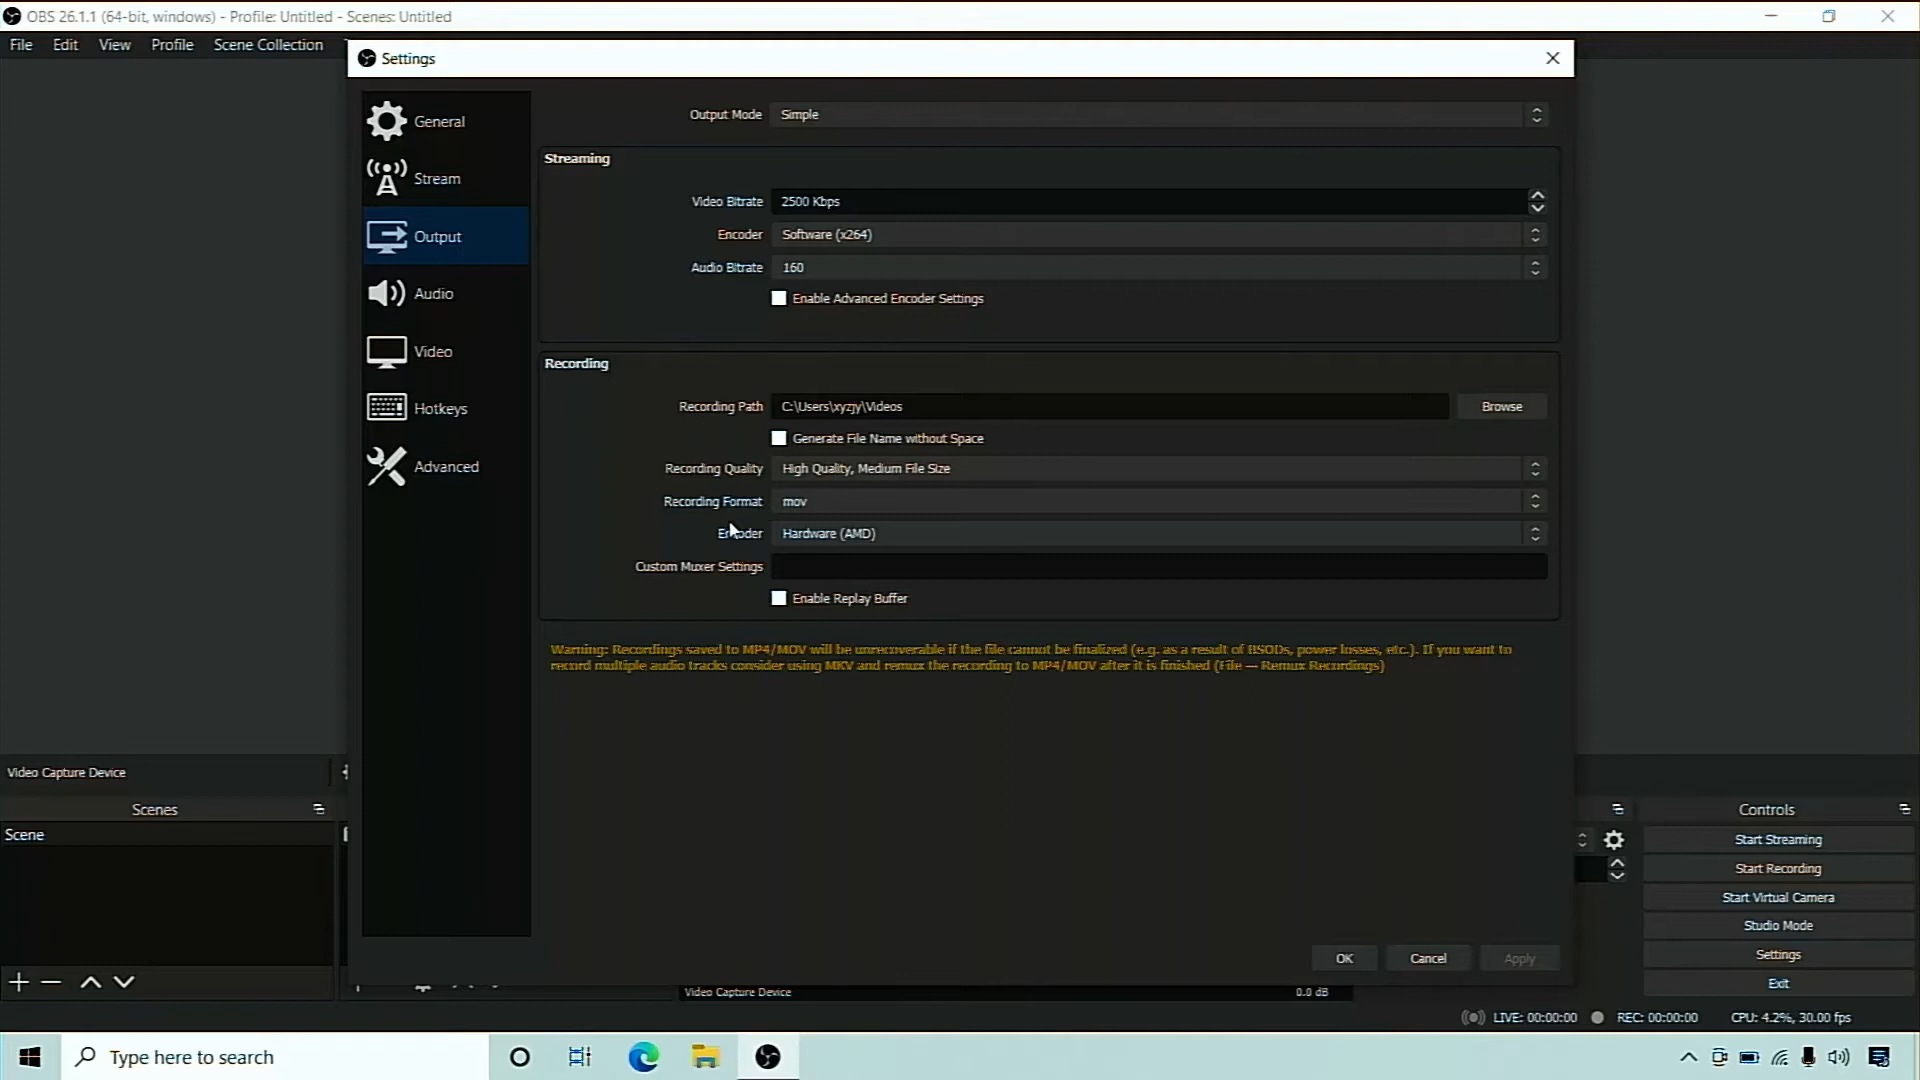 OBS 26.1.1 (64-bit, windows) - Profile: Untitled - Scenes: Untitled
File Edit View Profile Scene Collection
Settings
General
Stream
Output
Audio
Video
Hotkeys
Advanced
Output Mode Simple
Streaming
Video Bitrate 2500 Kbps
Encoder Software (x264)
Audio Bitrate 160
Enable Advanced Encoder Settings
Recording
Recording Path C:\Users\xyzjy\Videos Browse
Generate File Name without Space
Recording Quality High Quality, Medium File Size
Recording Format mov
Encoder Hardware (AMD)
Custom Muxer Settings
Enable Replay Buffer
Warning: Recordings saved to MP4/MOV will be unrecoverable if the file cannot be finalized (e.g. as a result of BSODs, power losses, etc.). If you want to
record multiple audio tracks consider using MKV and remux the recording to MP4/MOV after it is finished (File — Remux Recordings)
OK Cancel Apply
Video Capture Device
Scenes
Scene
Video Capture Device 0.0 dB
Controls
Start Streaming
Start Recording
Start Virtual Camera
Studio Mode
Settings
Exit
LIVE: 00:00:00 REC: 00:00:00 CPU: 4.2%, 30.00 fps
Type here to search